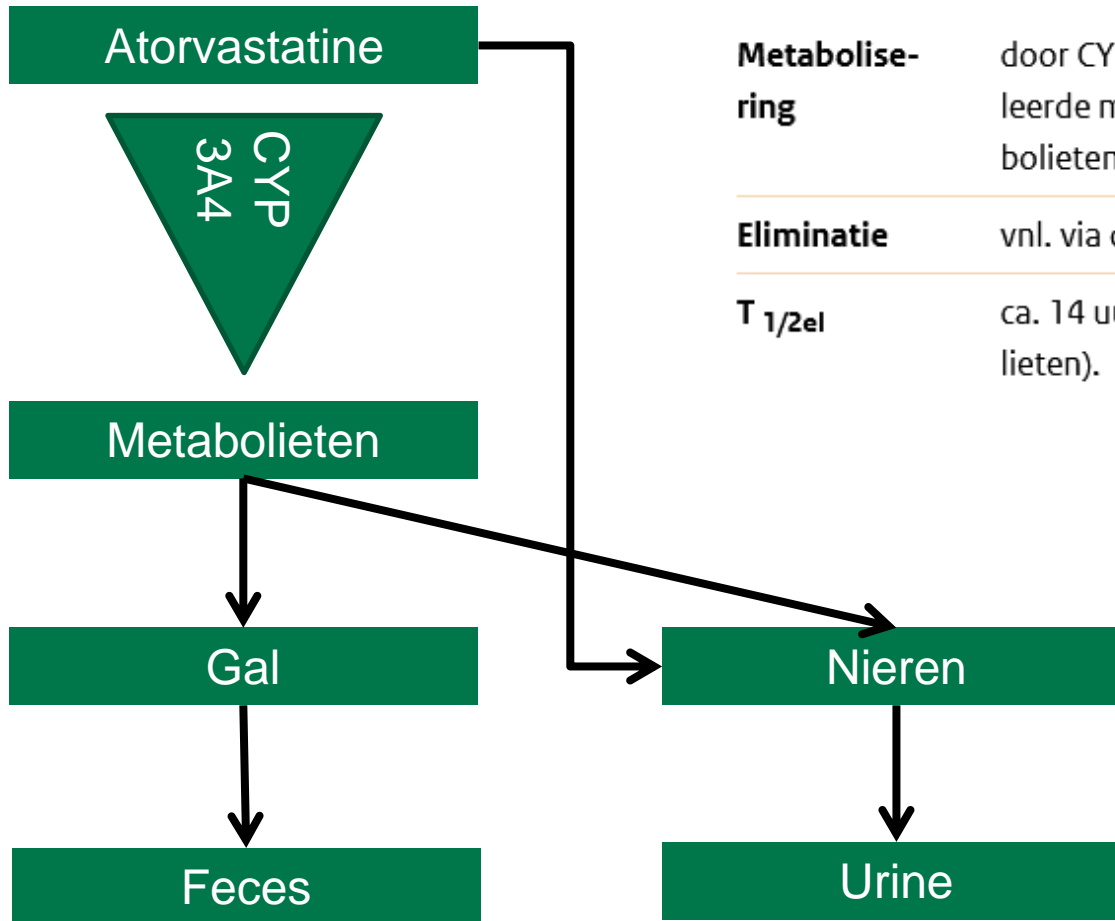 Atorvastatine
CYP
3A4
Metabolieten
Gal
Nieren
Feces
Urine
Metabolise-
ring
door CY
leerde
bolieten
Eliminatie
vnl. via
T 1/2el
ca. 14
lieten).